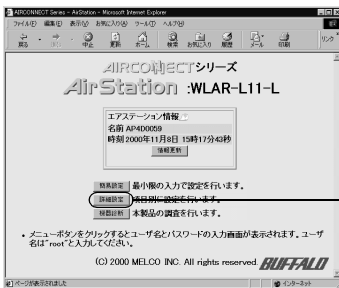 AIRCONNECT Series - AirStation - Microsoft Internet Explorer
ファイル(F) 編集(E) 表示(V) お気に入り(A) ツール(T) ヘルプ(H)
戻る 進む 中止 更新 ホーム 検索 お気に入り 履歴 メール 印刷 リンク
AIRCONNECTシリーズ
AirStation :WLAR-L11-L
エアステーション情報
名前 AP4D0059
時刻 2000年11月8日 15時17分43秒
情報更新
簡易設定 最小限の入力で設定を行います。
詳細設定 項目別に設定を行います。
機器診断 本製品の調査を行います。
・ メニューボタンをクリックするとユーザ名とパスワードの入力画面が表示されます。ユーザ
名は"root"と入力してください。
(C) 2000 MELCO INC. All rights reserved. BUFFALO
ページが表示されました インターネット